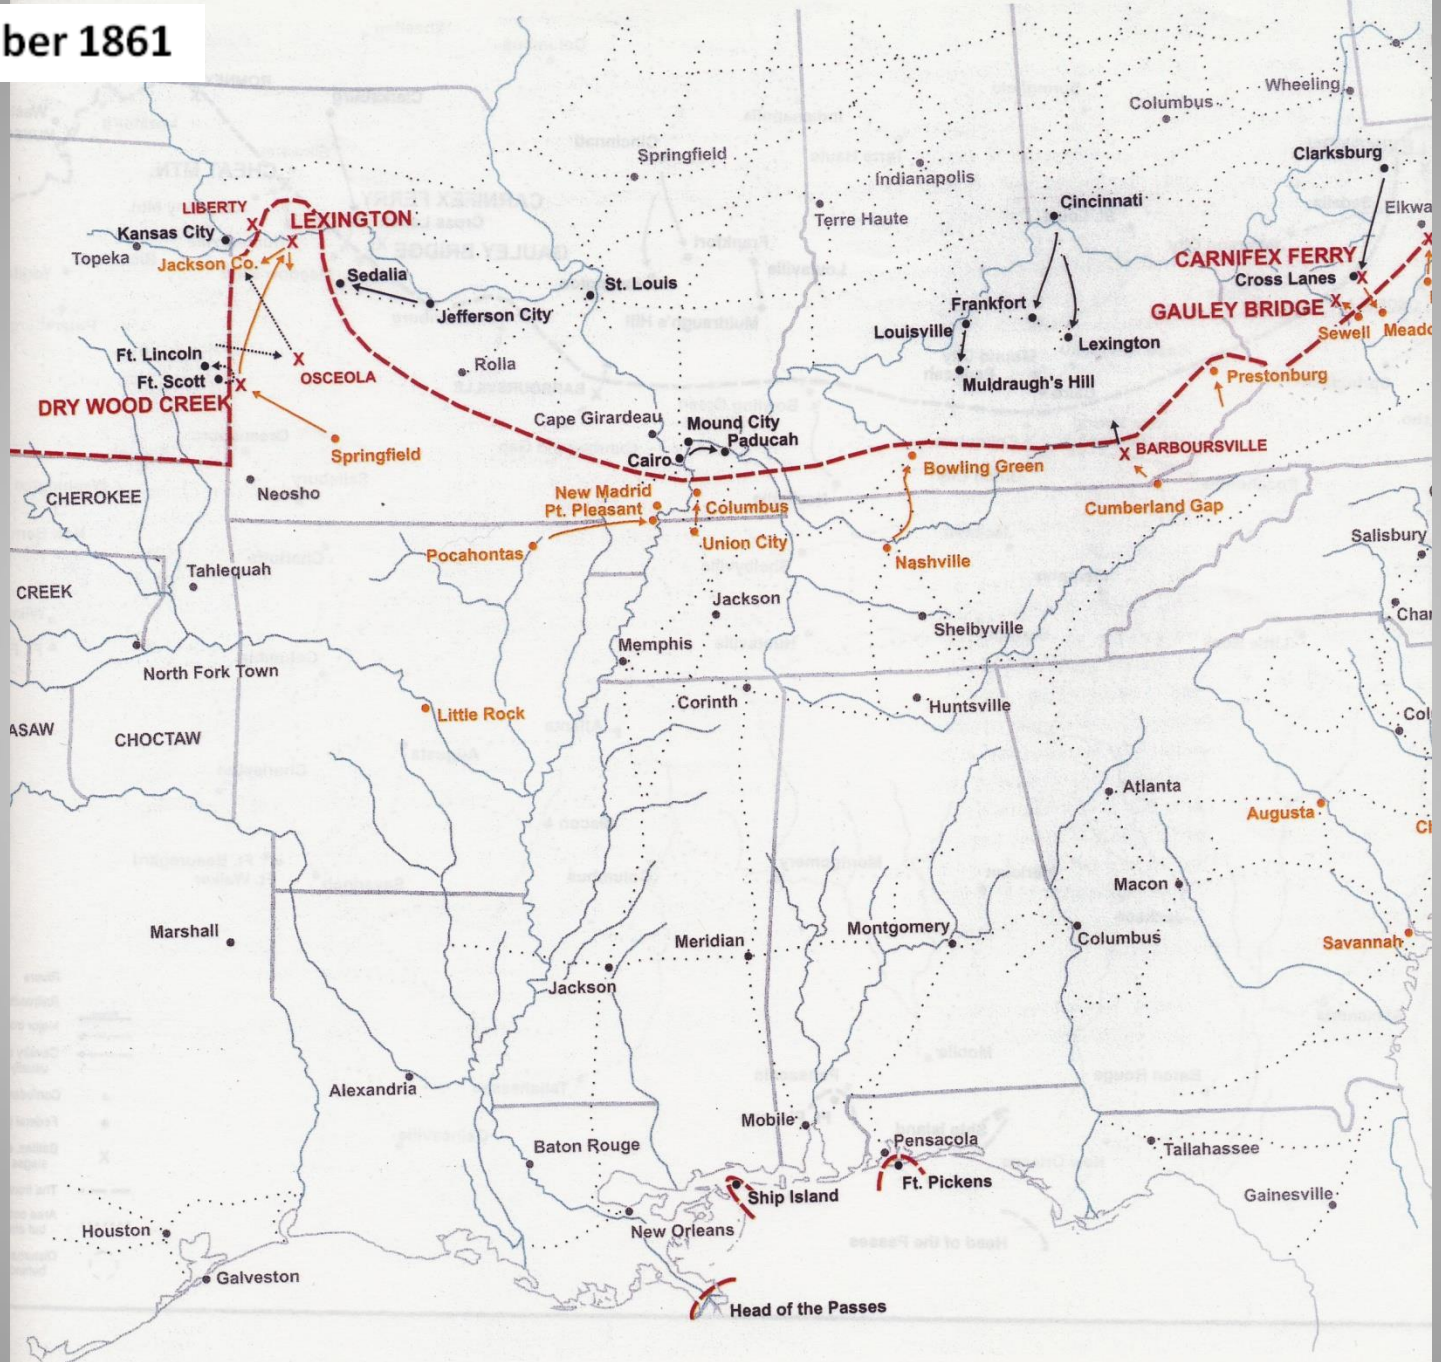 ber 1861
Wheeling
Columbus
Springfield
Clarksburg
Indianapolis
Cincinnati
LIBERTY
LEXINGTON
Terre Haute
Elkwa
Kansas City
Topeka
Jackson Co.
CARNIFEX FERRY
Cross Lanes
Sedalia
St. Louis
Frankfort
GAULEY BRIDGE
Jefferson City
Louisville
Sewell
Meado
Lexington
Ft. Lincoln
Rolla
OSCEOLA
Ft. Scott
Muldraugh's Hill
Prestonburg
DRY WOOD CREEK
Cape Girardeau
Mound City
Paducah
BARBOURSVILLE
Springfield
Cairo
Bowling Green
CHEROKEE
Neosho
New Madrid
Pt. Pleasant
Columbus
Cumberland Gap
Salisbury
Union City
Pocahontas
Nashville
Tahlequah
CREEK
Jackson
Char
Shelbyville
Memphis
North Fork Town
Corinth
Huntsville
Little Rock
Col
ASAW
CHOCTAW
Atlanta
Augusta
Ch
Macon
Marshall
Meridian
Montgomery
Columbus
Savannah
Jackson
Alexandria
Mobile
Baton Rouge
Pensacola
Tallahassee
Ft. Pickens
Ship Island
Gainesville
Houston
New Orleans
Galveston
Head of the Passes